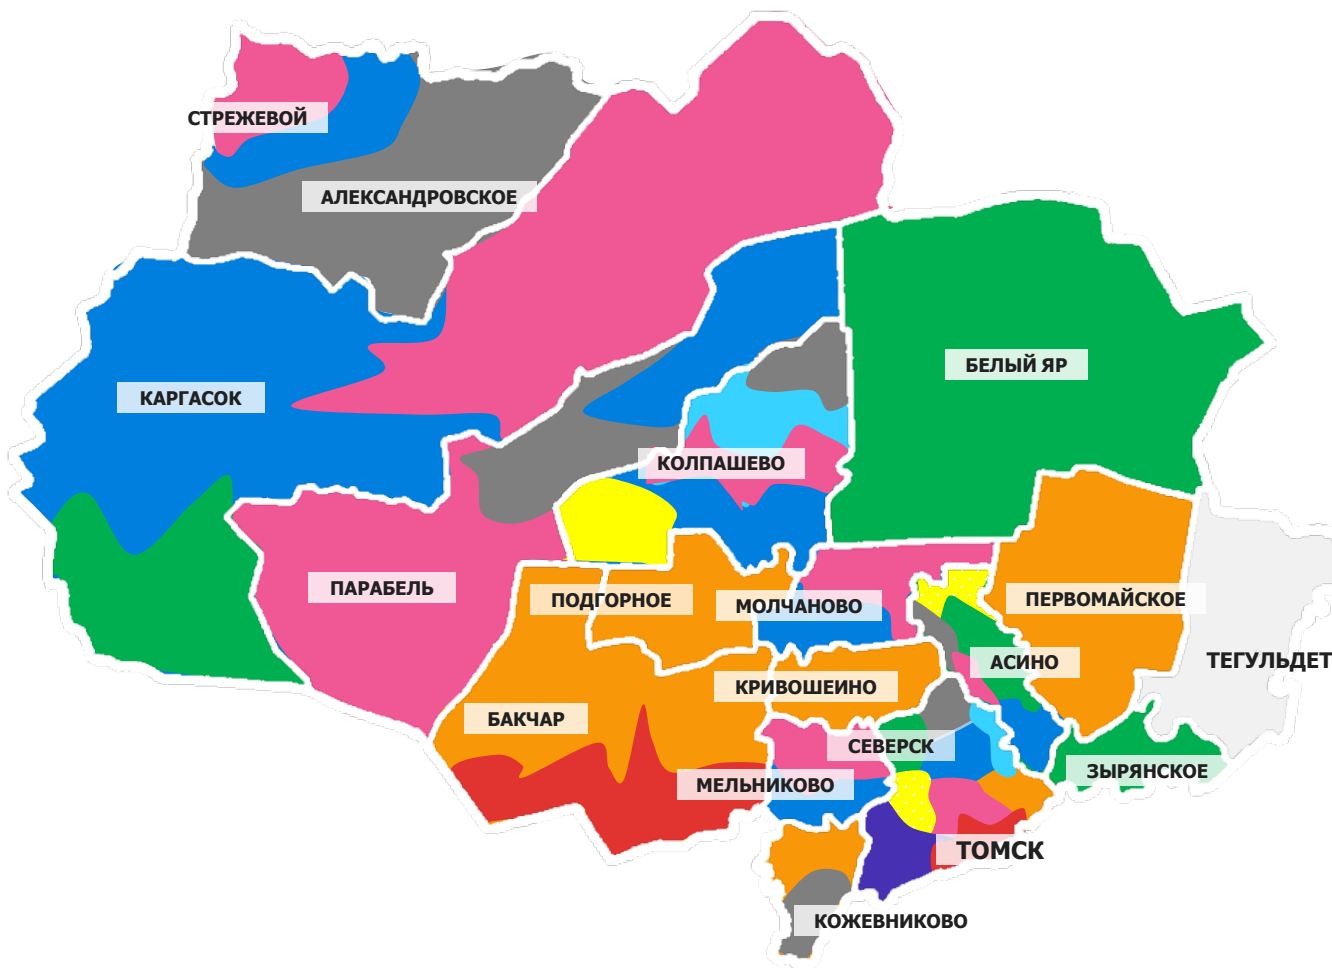 СТРЕЖЕВОЙ
АЛЕКСАНДРОВСКОЕ
БЕЛЫЙ ЯР
КАРГАСОК
КОЛПАШЕВО
ПАРАБЕЛЬ
ПОДГОРНОЕ
МОЛЧАНОВО
ПЕРВОМАЙСКОЕ
АСИНО
ТЕГУЛЬДЕТ
КРИВОШЕИНО
БАКЧАР
СЕВЕРСК
ЗЫРЯНСКОЕ
МЕЛЬНИКОВО
ТОМСК
КОЖЕВНИКОВО